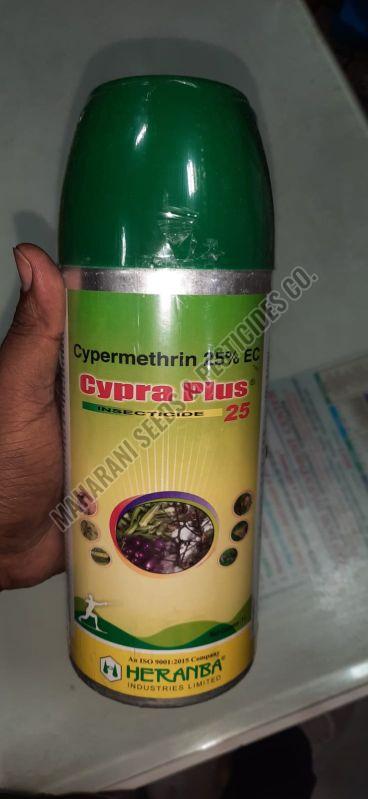 Cypermethrin 25% EC
Cypra Plus®
INSECTICIDE 25
MAHARANI SEEDS & PESTICIDES CO.
An ISO 9001:2015 Company
HERANBA®
INDUSTRIES LIMITED